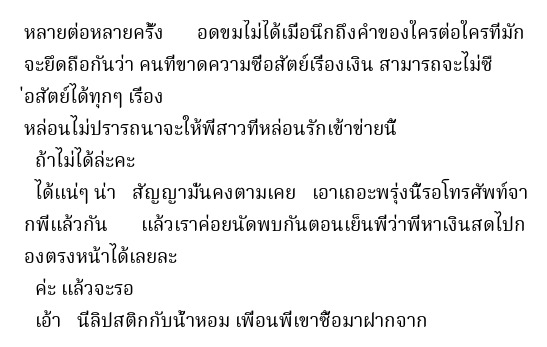 หลายต่อหลายครั้ง อดขมไม่ได้เมื่อนึกถึงคำของใครต่อใครที่มัก
จะยึดถือกันว่า คนที่ขาดความซื่อสัตย์เรื่องเงิน สามารถจะไม่ซื
่อสัตย์ได้ทุกๆ เรื่อง
หล่อนไม่ปรารถนาจะให้พี่สาวที่หล่อนรักเข้าข่ายนี้
ถ้าไม่ได้ล่ะคะ
ได้แน่ๆ น่า สัญญามั่นคงตามเคย เอาเถอะพรุ่งนี้รอโทรศัพท์จา
กพี่แล้วกัน แล้วเราค่อยนัดพบกันตอนเย็นพี่ว่าพี่หาเงินสดไปก
องตรงหน้าได้เลยละ
ค่ะ แล้วจะรอ
เอ้า นี่ลิปสติกกับน้ำหอม เพื่อนพี่เขาซื้อมาฝากจาก